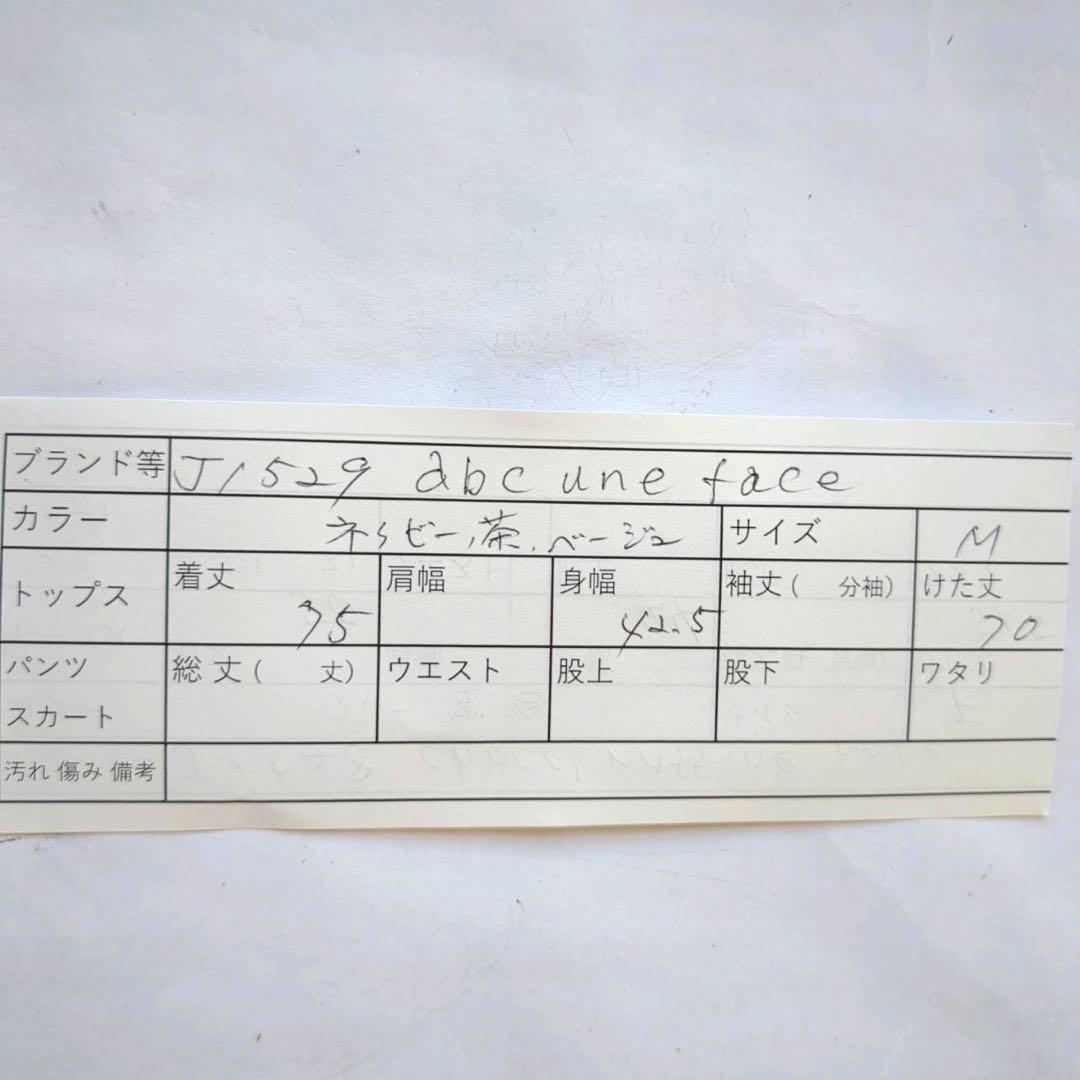 ブランド等 J1529 abc une face
カラー ネイビー、茶、ベージュ サイズ M
トップス 着丈 75 肩幅 身幅 42.5 袖丈( 分袖) けた丈 70
パンツ スカート 総丈( 丈) ウエスト 股上 股下 ワタリ
汚れ 傷み 備考